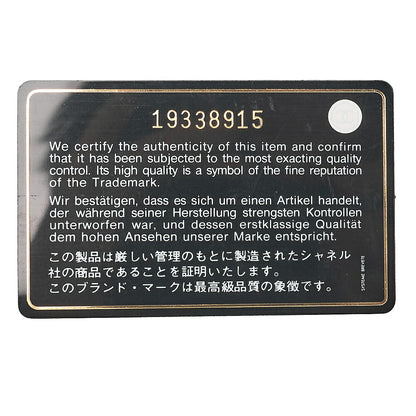 19338915
We certify the authenticity of this item and confirm
that it has been subjected to the most exacting quality
control. Its high quality is a symbol of the fine reputation
of the Trademark.
Wir bestätigen, dass es sich um einen Artikel handelt,
der während seiner Herstellung strengsten Kontrollen
unterworfen war, und dessen erstklassige Qualität
dem hohen Ansehen unserer Marke entspricht.
この製品は厳しい管理のもとに製造されたシャネル
社の商品であることを証明いたします。
このブランド・マークは最高級品質の象徴です。
SYSTEME BREVETE